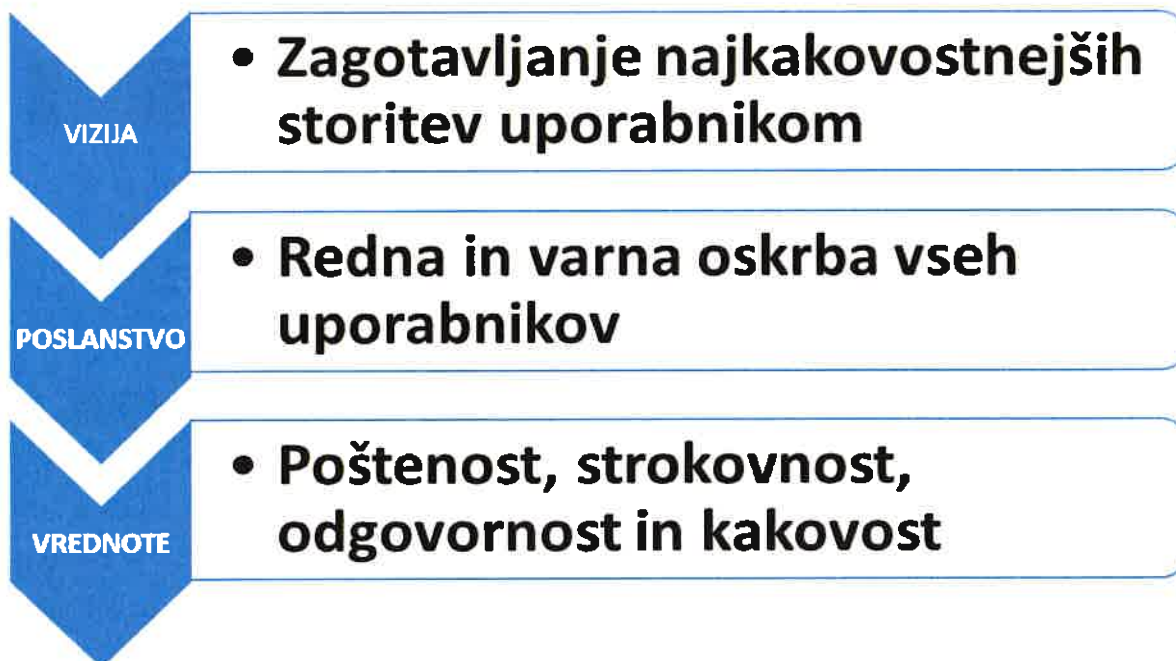 VIZIJA
• Zagotavljanje najkakovostnejših
storitev uporabnikom
POSLANSTVO
• Redna in varna oskrba vseh
uporabnikov
VREDNOTE
• Poštenost, strokovnost,
odgovornost in kakovost